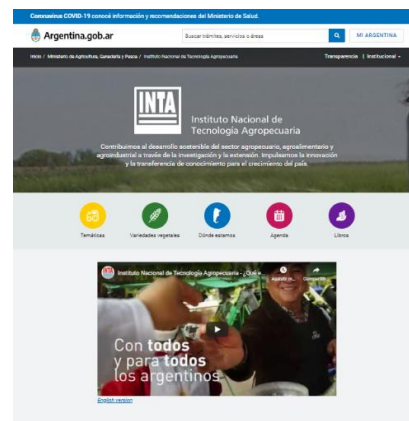 Coronavirus COVID-19 conocé información y recomendaciones del Ministerio de Salud.
Argentina.gob.ar
Buscar trámites, servicios o áreas
MI ARGENTINA
Inicio / Ministerio de Agricultura, Ganadería y Pesca / Instituto Nacional de Tecnología Agropecuaria
Transparencia | Institucional
INTA
Instituto Nacional de
Tecnología Agropecuaria
Contribuimos al desarrollo sostenible del sector agropecuario, agroalimentario y
agroindustrial a través de la investigación y la extensión. Impulsamos la innovación
y la transferencia de conocimiento para el crecimiento del país.
Temáticas
Variedades vegetales
Dónde estamos
Agenda
Libros
Instituto Nacional de Tecnología Agropecuaria - ¿Qué e
Con todos
y para todos
los argentinos
English version